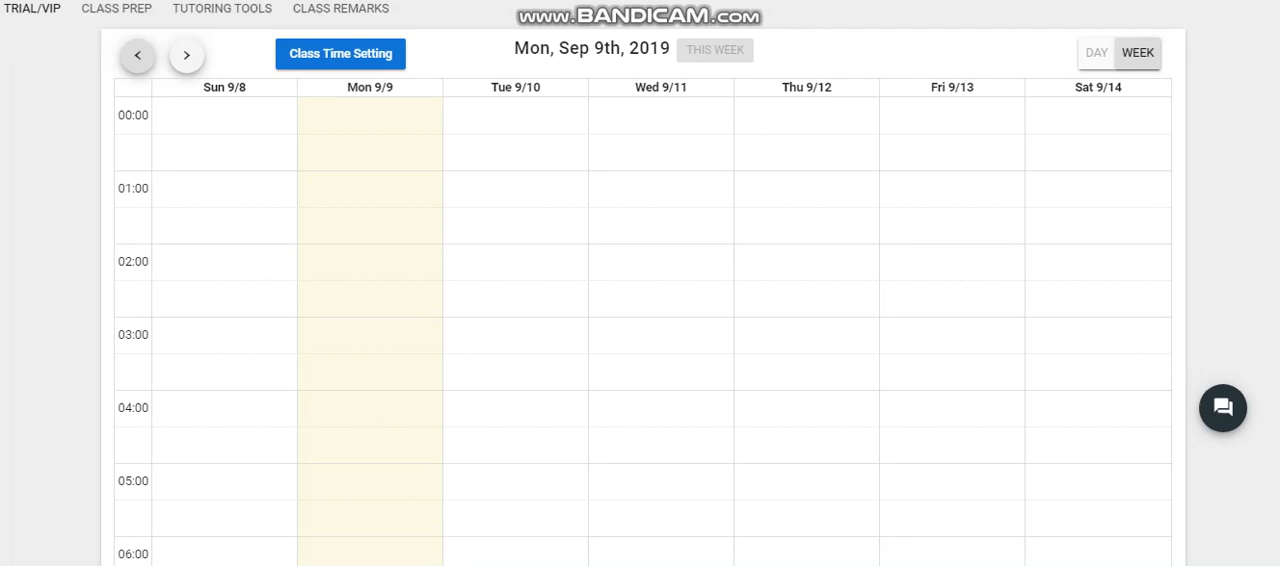 TRIAL/VIP CLASS PREP TUTORING TOOLS CLASS REMARKS
www.BANDICAM.com
< > Class Time Setting Mon, Sep 9th, 2019 THIS WEEK DAY WEEK
Sun 9/8 Mon 9/9 Tue 9/10 Wed 9/11 Thu 9/12 Fri 9/13 Sat 9/14
00:00
01:00
02:00
03:00
04:00
05:00
06:00